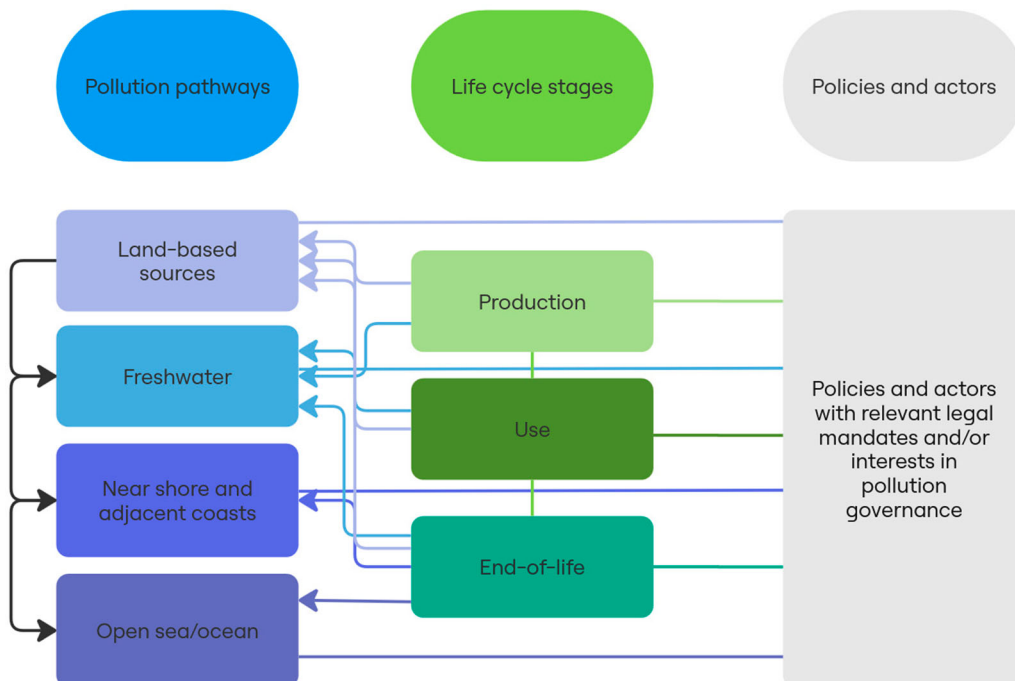 Pollution pathways
Life cycle stages
Policies and actors
Land-based
sources
Production
Freshwater
Use
Near shore and
adjacent coasts
End-of-life
Open sea/ocean
Policies and actors
with relevant legal
mandates and/or
interests in
pollution
governance